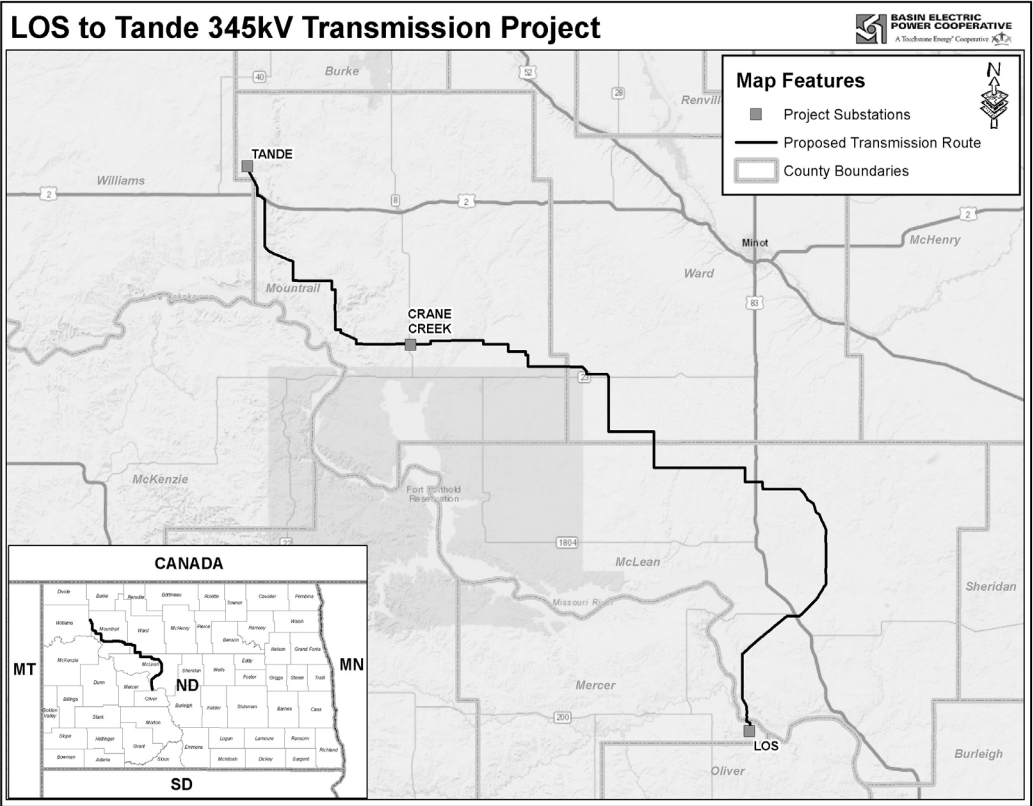 LOS to Tande 345kV Transmission Project
BASIN ELECTRIC
POWER COOPERATIVE
A Touchstone Energy® Cooperative
Map Features
N
Project Substations
Proposed Transmission Route
County Boundaries
40
Burke
52
28
Renvill
TANDE
Williams
2
8
2
2
McHenry
Minot
Ward
Mountrail
83
CRANE
CREEK
23
McKenzie
Fort Berthold
Reservation
22
1804
McLean
Sheridan
Missouri River
Mercer
200
LOS
Oliver
Burleigh
CANADA
Divide
Burke
Renville
Bottineau
Rolette
Towner
Cavalier
Pembina
Williams
Mountrail
Ward
McHenry
Pierce
Benson
Ramsey
Walsh
Nelson
Grand Forks
MT
McKenzie
Dunn
McLean
Mercer
Oliver
Sheridan
Wells
Eddy
Foster
Griggs
Steele
Traill
MN
ND
Billings
Golden
Valley
Stark
Morton
Burleigh
Kidder
Stutsman
Barnes
Cass
Slope
Hettinger
Grant
Emmons
Logan
Lamoure
Ransom
Richland
Bowman
Adams
Sioux
McIntosh
Dickey
Sargent
SD